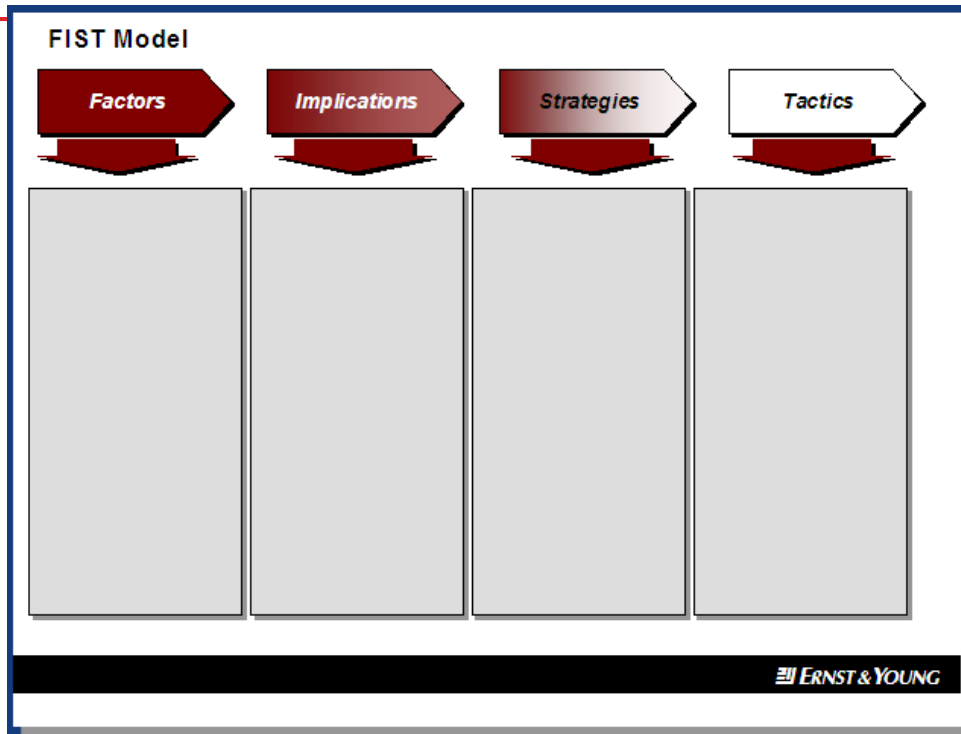 FIST Model
Factors
Implications
Strategies
Tactics
ERNST & YOUNG